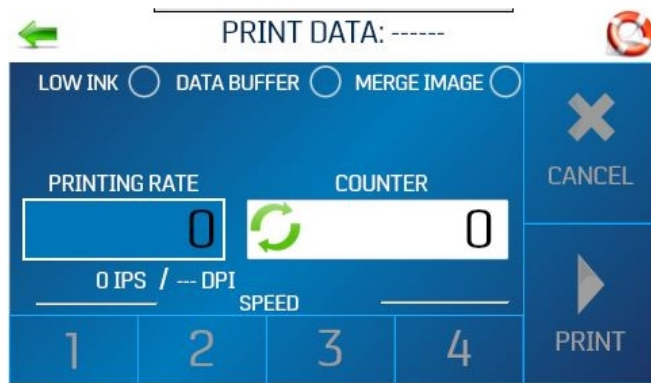 PRINT DATA: ------
LOW INK DATA BUFFER MERGE IMAGE
PRINTING RATE COUNTER CANCEL
0 0
0 IPS / --- DPI
SPEED
1 2 3 4 PRINT